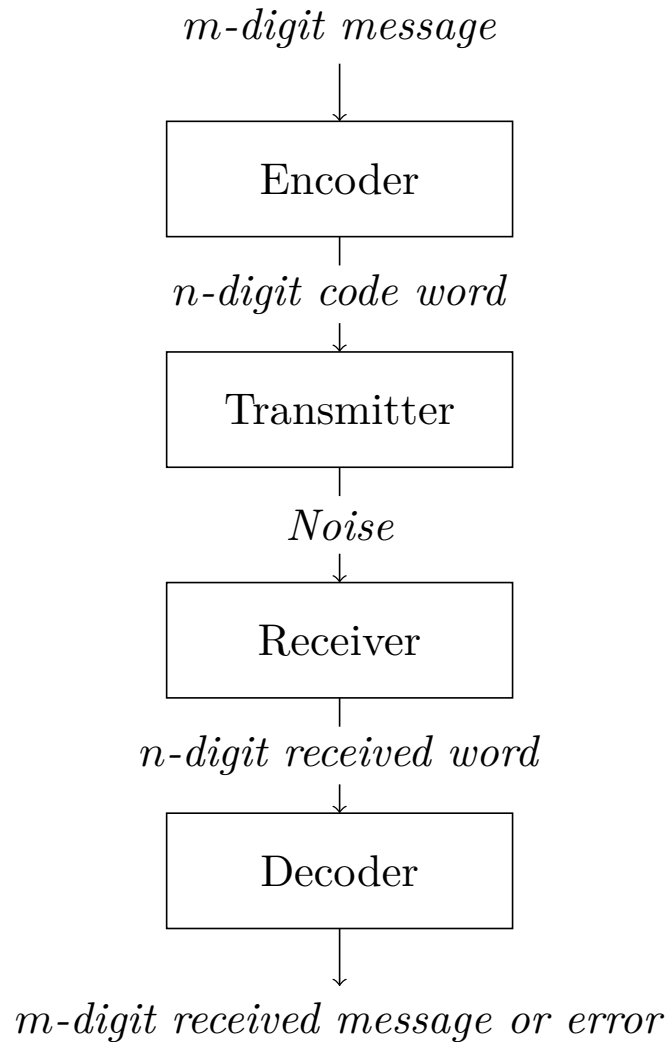 m-digit message
Encoder
n-digit code word
Transmitter
Noise
Receiver
n-digit received word
Decoder
m-digit received message or error